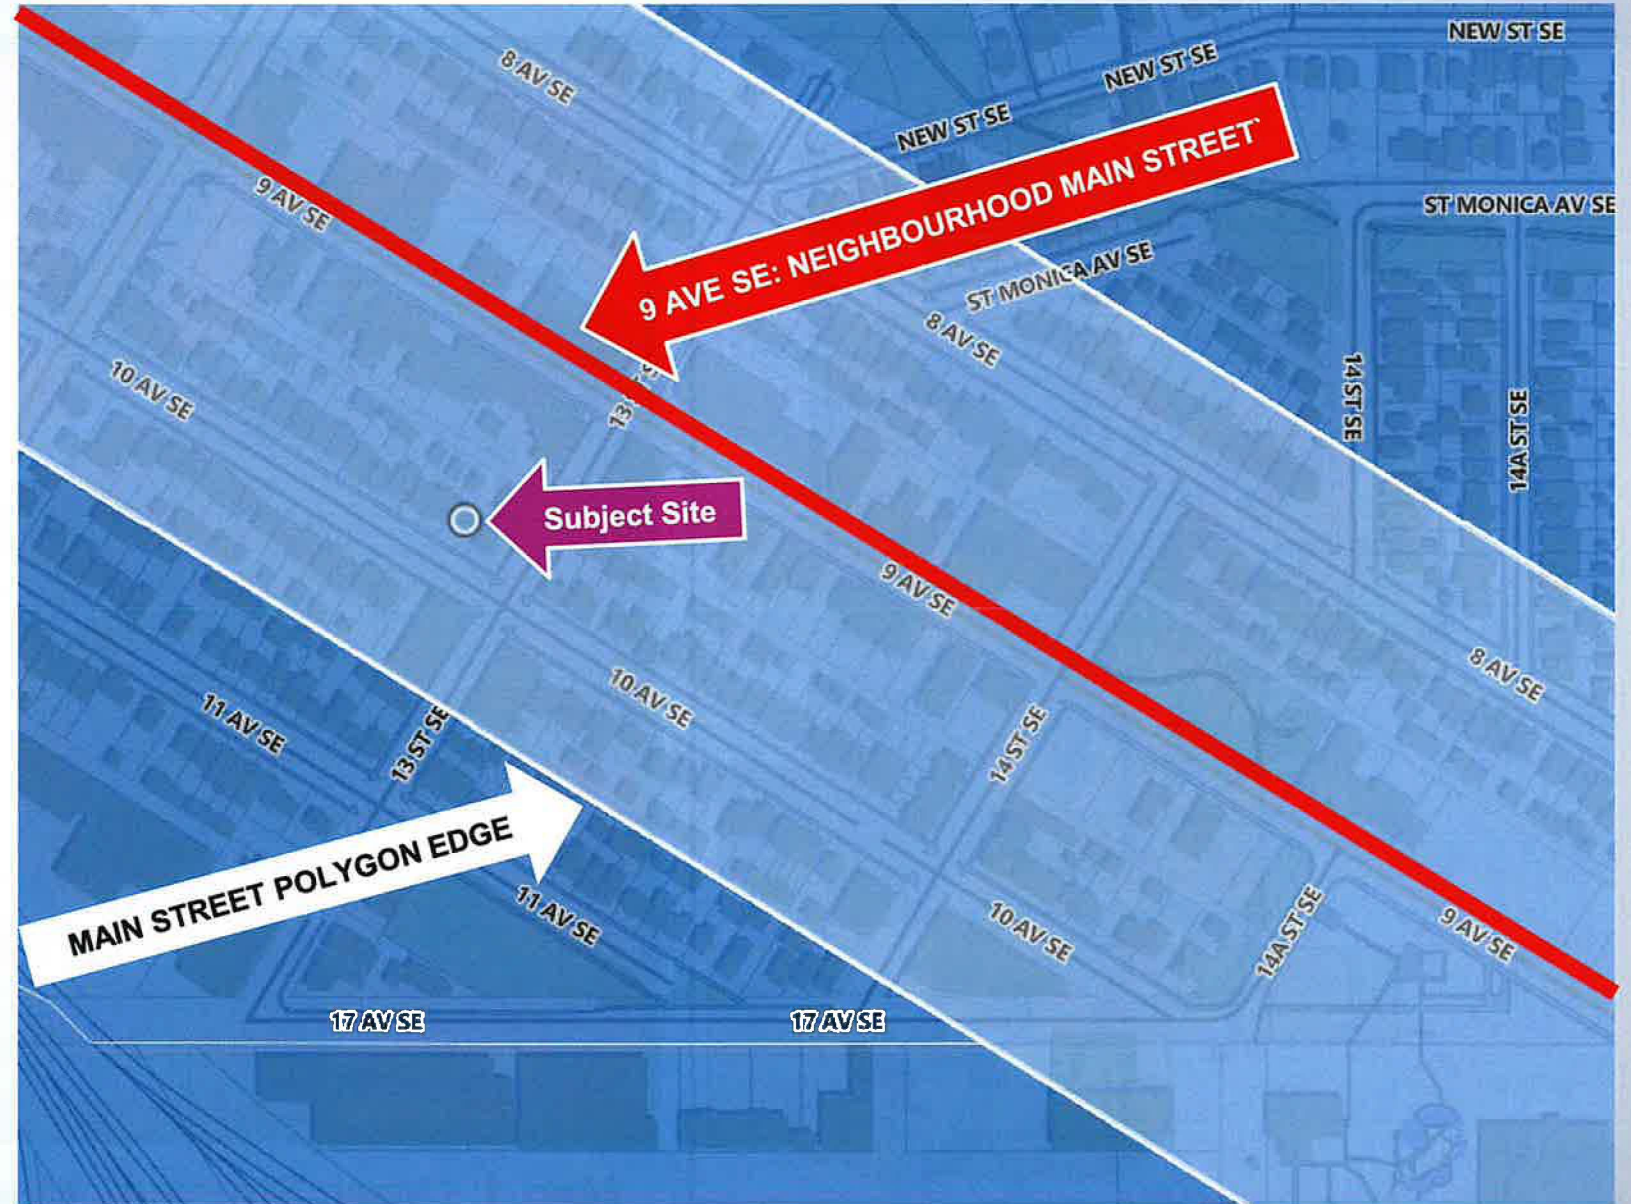 NEW ST SE
8 AV SE
NEW ST SE
NEW ST SE
9 AVE SE: NEIGHBOURHOOD MAIN STREET`
9 AV SE
ST MONICA AV SE
ST MONICA AV SE
8 AV SE
10 AV SE
13
14 ST SE
14A ST SE
Subject Site
9 AV SE
8 AV SE
10 AV SE
11 AV SE
13 ST SE
14 ST SE
MAIN STREET POLYGON EDGE
11 AV SE
10 AV SE
14A ST SE
9 AV SE
17 AV SE
17 AV SE